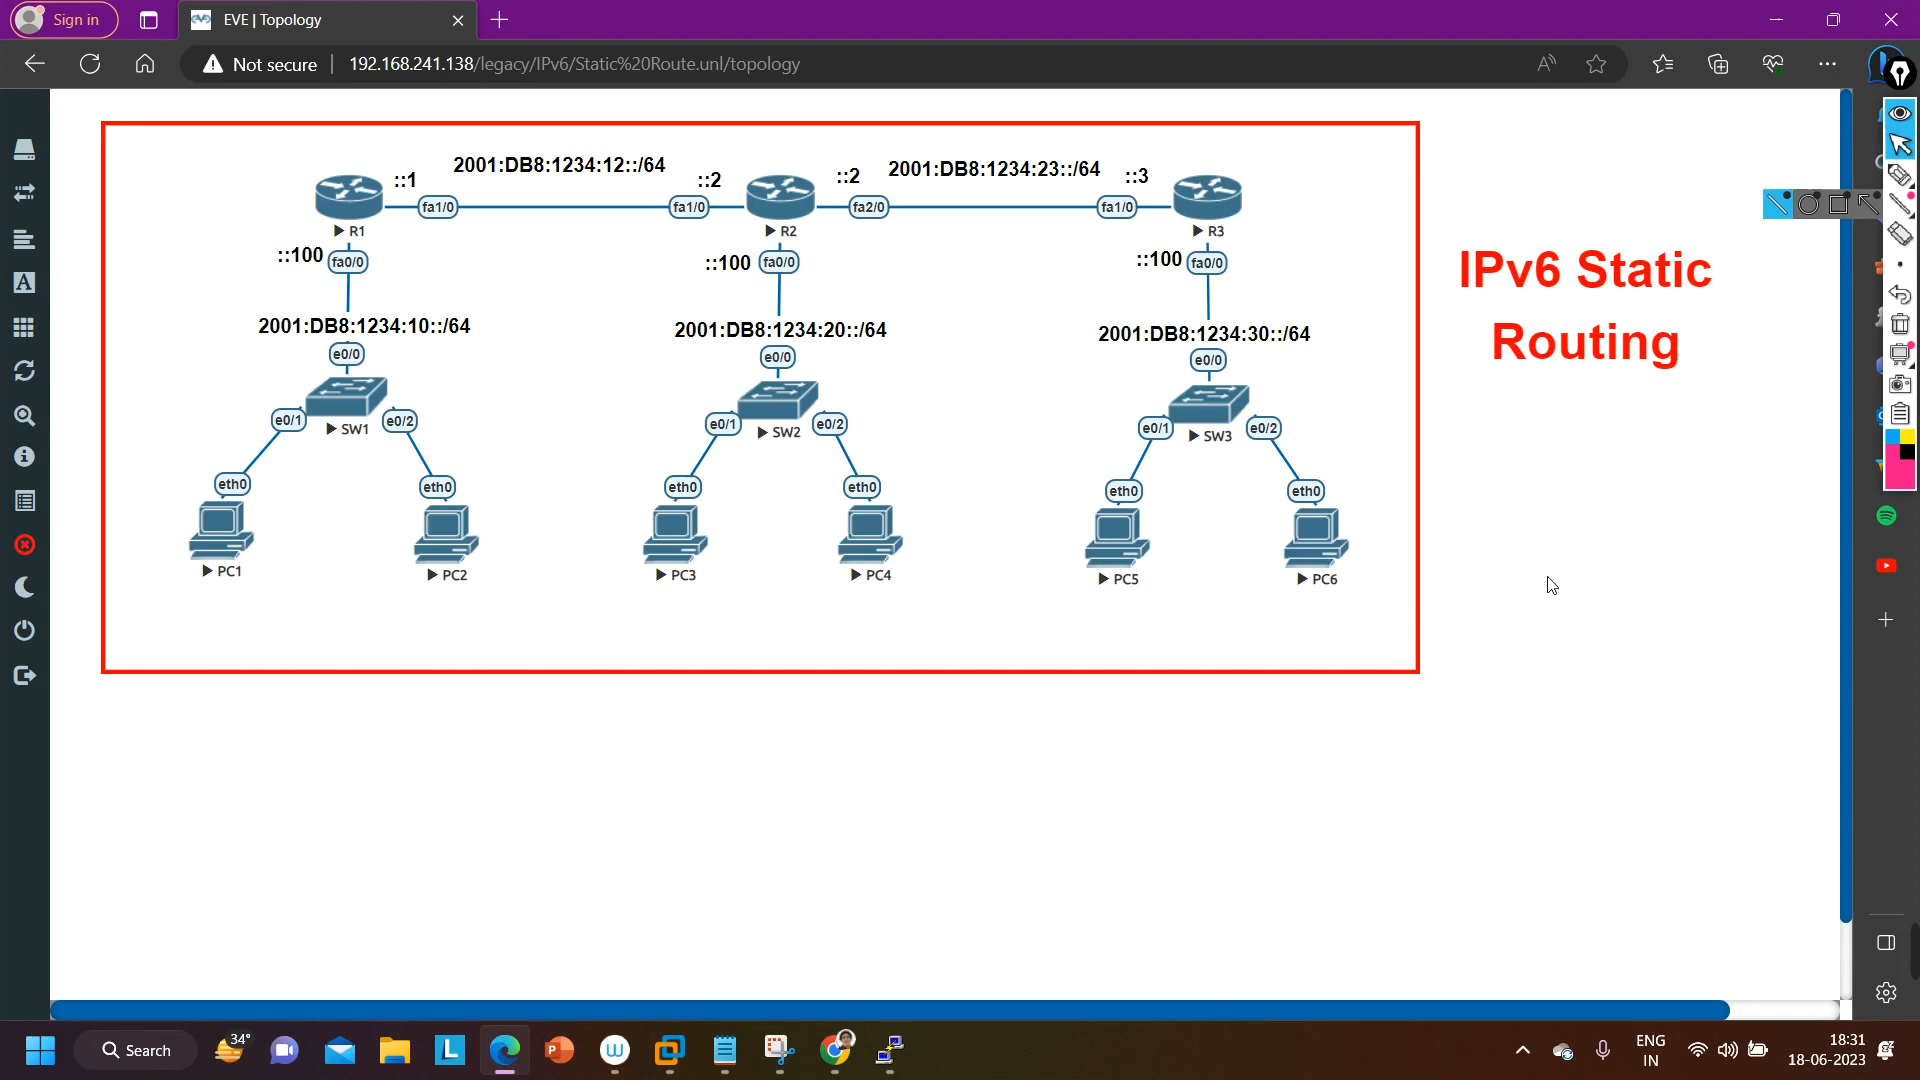 Sign in
EVE | Topology
Not secure
192.168.241.138/legacy/IPv6/Static%20Route.unl/topology
2001:DB8:1234:12::/64
2001:DB8:1234:23::/64
::1
::2
::2
::3
fa1/0
fa1/0
fa2/0
fa1/0
R1
R2
R3
::100
fa0/0
::100
fa0/0
::100
fa0/0
IPv6 Static
Routing
2001:DB8:1234:10::/64
2001:DB8:1234:20::/64
2001:DB8:1234:30::/64
e0/0
e0/0
e0/0
e0/1
SW1
e0/2
e0/1
SW2
e0/2
e0/1
SW3
e0/2
eth0
eth0
eth0
eth0
eth0
eth0
PC1
PC2
PC3
PC4
PC5
PC6
Search
34°
ENG
IN
18:31
18-06-2023